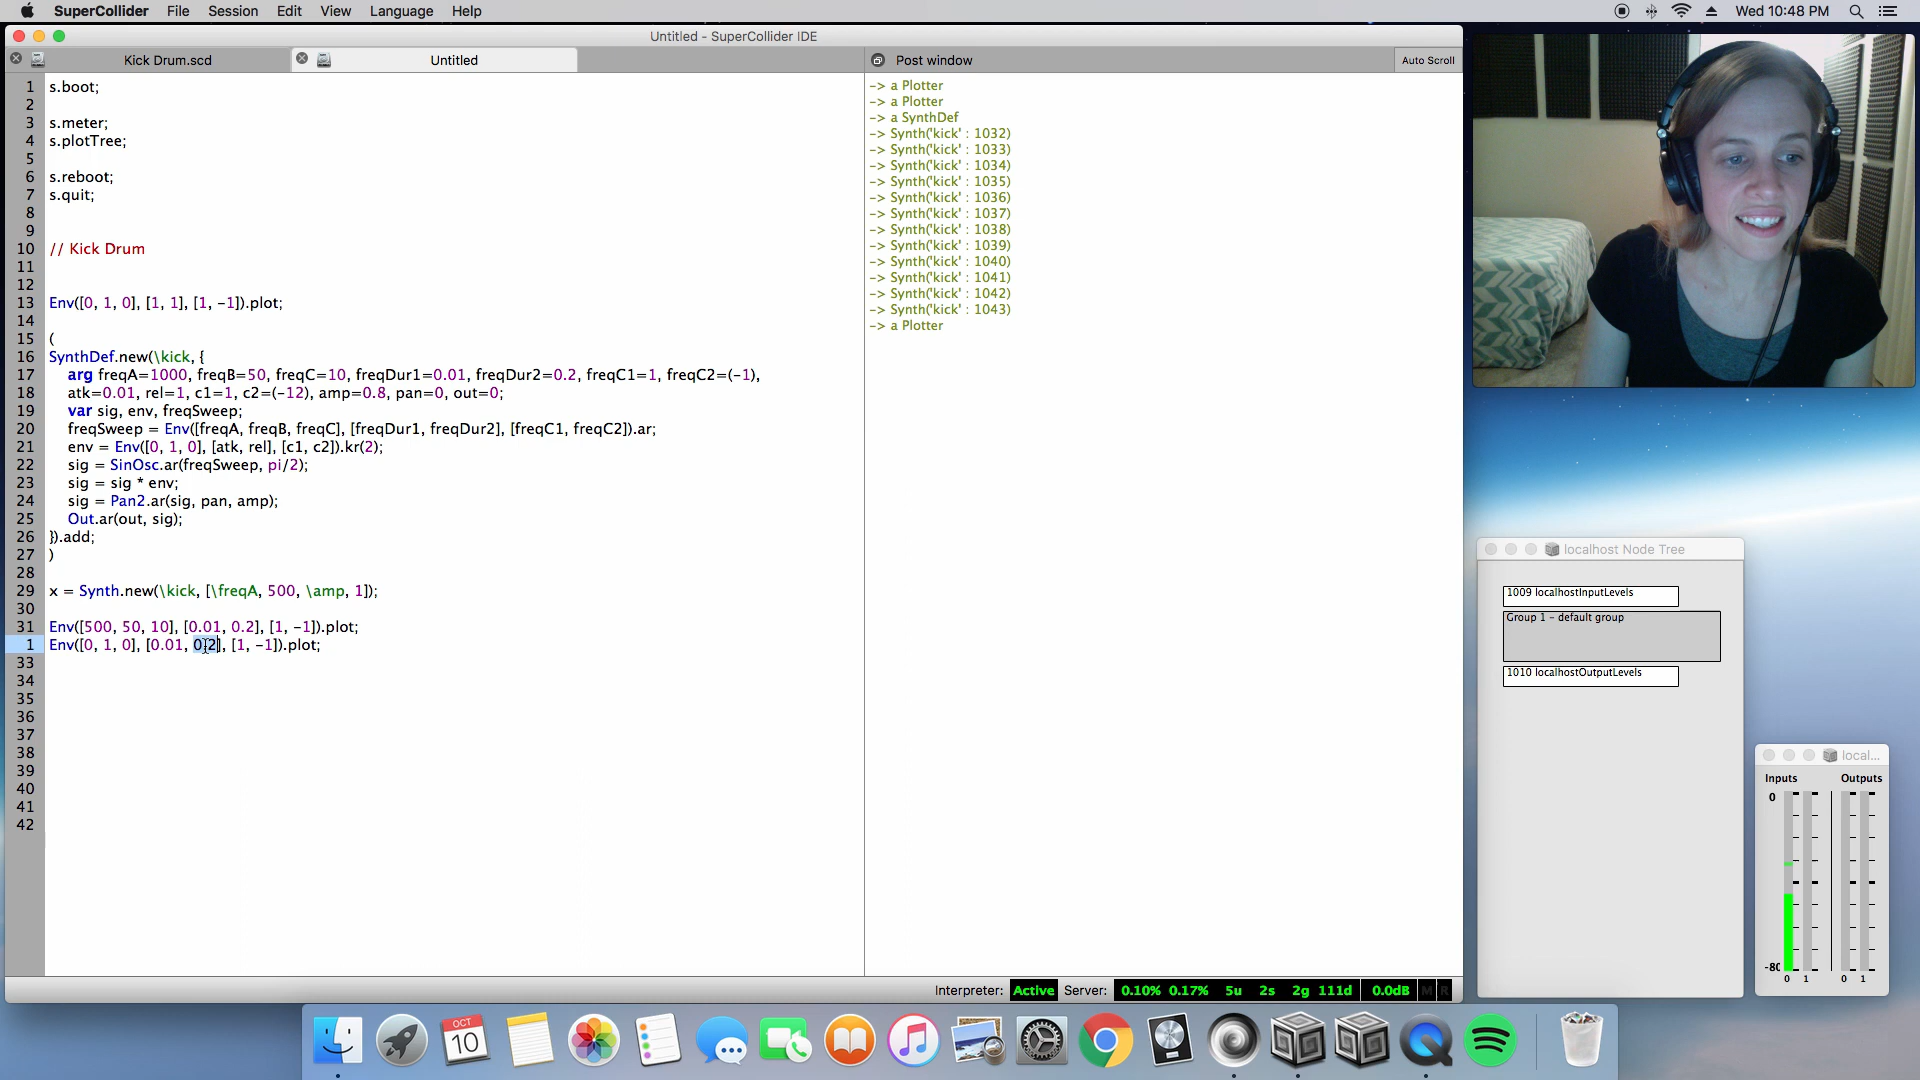 SuperCollider File Session Edit View Language Help
Wed 10:48 PM
Untitled - SuperCollider IDE
Kick Drum.scd
Untitled
Post window
Auto Scroll
1 s.boot;
2
3 s.meter;
4 s.plotTree;
5
6 s.reboot;
7 s.quit;
8
9
10 // Kick Drum
11
12
13 Env([0, 1, 0], [1, 1], [1, -1]).plot;
14
15 (
16 SynthDef.new(\kick, {
17 arg freqA=1000, freqB=50, freqC=10, freqDur1=0.01, freqDur2=0.2, freqC1=1, freqC2=(-1),
18 atk=0.01, rel=1, c1=1, c2=(-12), amp=0.8, pan=0, out=0;
19 var sig, env, freqSweep;
20 freqSweep = Env([freqA, freqB, freqC], [freqDur1, freqDur2], [freqC1, freqC2]).ar;
21 env = Env([0, 1, 0], [atk, rel], [c1, c2]).kr(2);
22 sig = SinOsc.ar(freqSweep, pi/2);
23 sig = sig * env;
24 sig = Pan2.ar(sig, pan, amp);
25 Out.ar(out, sig);
26 }).add;
27 )
28
29 x = Synth.new(\kick, [\freqA, 500, \amp, 1]);
30
31 Env([500, 50, 10], [0.01, 0.2], [1, -1]).plot;
1 Env([0, 1, 0], [0.01, 0.2], [1, -1]).plot;
33
34
35
36
37
38
39
40
41
42
-> a Plotter
-> a Plotter
-> a SynthDef
-> Synth('kick' : 1032)
-> Synth('kick' : 1033)
-> Synth('kick' : 1034)
-> Synth('kick' : 1035)
-> Synth('kick' : 1036)
-> Synth('kick' : 1037)
-> Synth('kick' : 1038)
-> Synth('kick' : 1039)
-> Synth('kick' : 1040)
-> Synth('kick' : 1041)
-> Synth('kick' : 1042)
-> Synth('kick' : 1043)
-> a Plotter
localhost Node Tree
1009 localhostInputLevels
Group 1 - default group
1010 localhostOutputLevels
local...
Inputs Outputs
0
-80
0 1 0 1
Interpreter: Active Server: 0.10% 0.17% 5u 2s 2g 111d 0.0dB M R
OCT
10